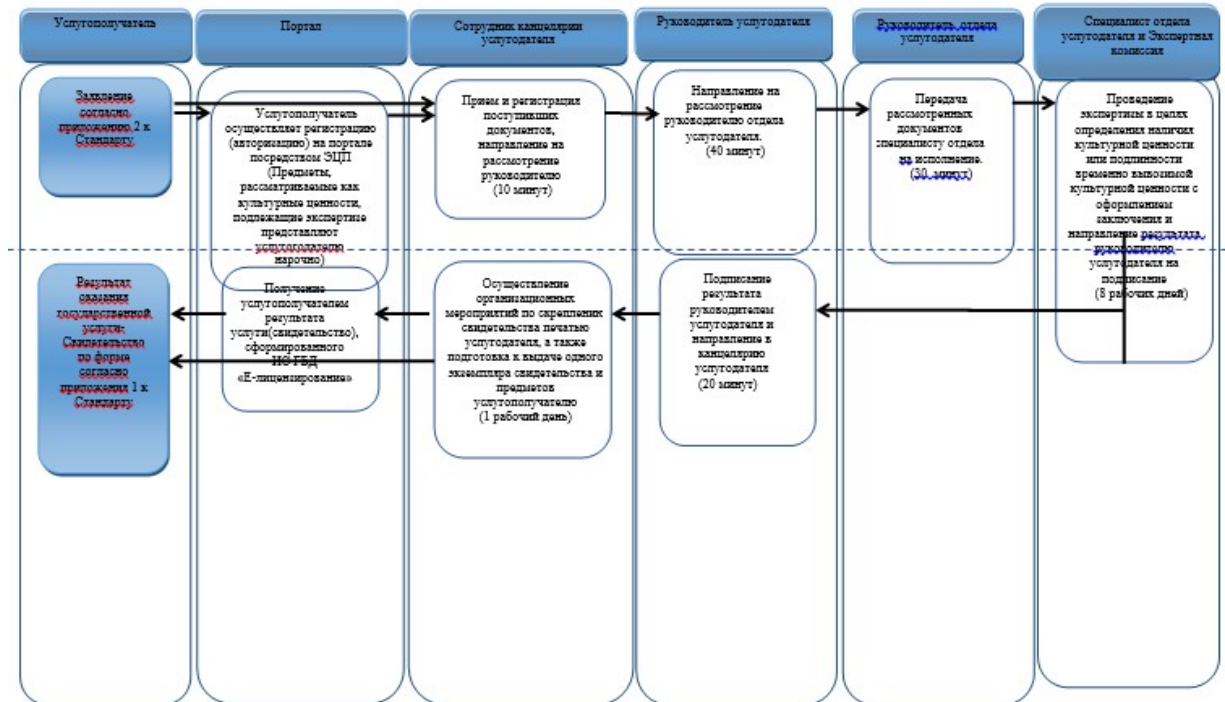 Услугополучатель
Портал
Сотрудник канцелярии
услугодателя
Руководитель услугодателя
Руководитель отдела
услугодателя
Специалист отдела
услугодателя и Экспертная
комиссия
Заявление
согласно
приложению 2 к
Стандарту
Услугополучатель
осуществляет регистрацию
(авторизацию) на портале
посредством ЭЦП
(Предметы,
рассматриваемые как
культурные ценности,
подлежащие экспертизе
представляют
услугодателю
нарочно)
Прием и регистрация
поступивших
документов,
направление на
рассмотрение
руководителю
(10 минут)
Направление на
рассмотрение
руководителю отдела
услугодателя.
(40 минут)
Передача
рассмотренных
документов
специалисту отдела
на исполнение.
(30 минут)
Проведение
экспертизы в целях
определения наличия
культурной ценности
или подлинности
временно вывозимой
культурной ценности с
оформлением
заключения и
направление результата
руководителю
услугодателя на
подписание
(8 рабочих дней)
Результат
оказания
государственной
услуги-
Свидетельство
по форме
согласно
приложения 1 к
Стандарту
Получение
услугополучателем
результата
услуги(свидетельство),
сформированного
ИС ГБД
«Е-лицензирование»
Осуществление
организационных
мероприятий по скреплении
свидетельства печатью
услугодателя, а также
подготовка к выдаче одного
экземпляра свидетельства и
предметов
услугополучателю
(1 рабочий день)
Подписание
результата
руководителем
услугодателя и
направление в
канцелярию
услугодателя
(20 минут)